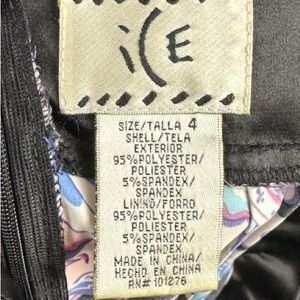 iCE
SIZE/TALLA 4
SHELL/TELA
EXTERIOR
95%POLYESTER/
POLIESTER
5%SPANDEX/
SPANDEX
LINING/FORRO
95%POLYESTER/
POLIESTER
5%SPANDEX/
SPANDEX
MADE IN CHINA/
HECHO EN CHINA
RN#101276